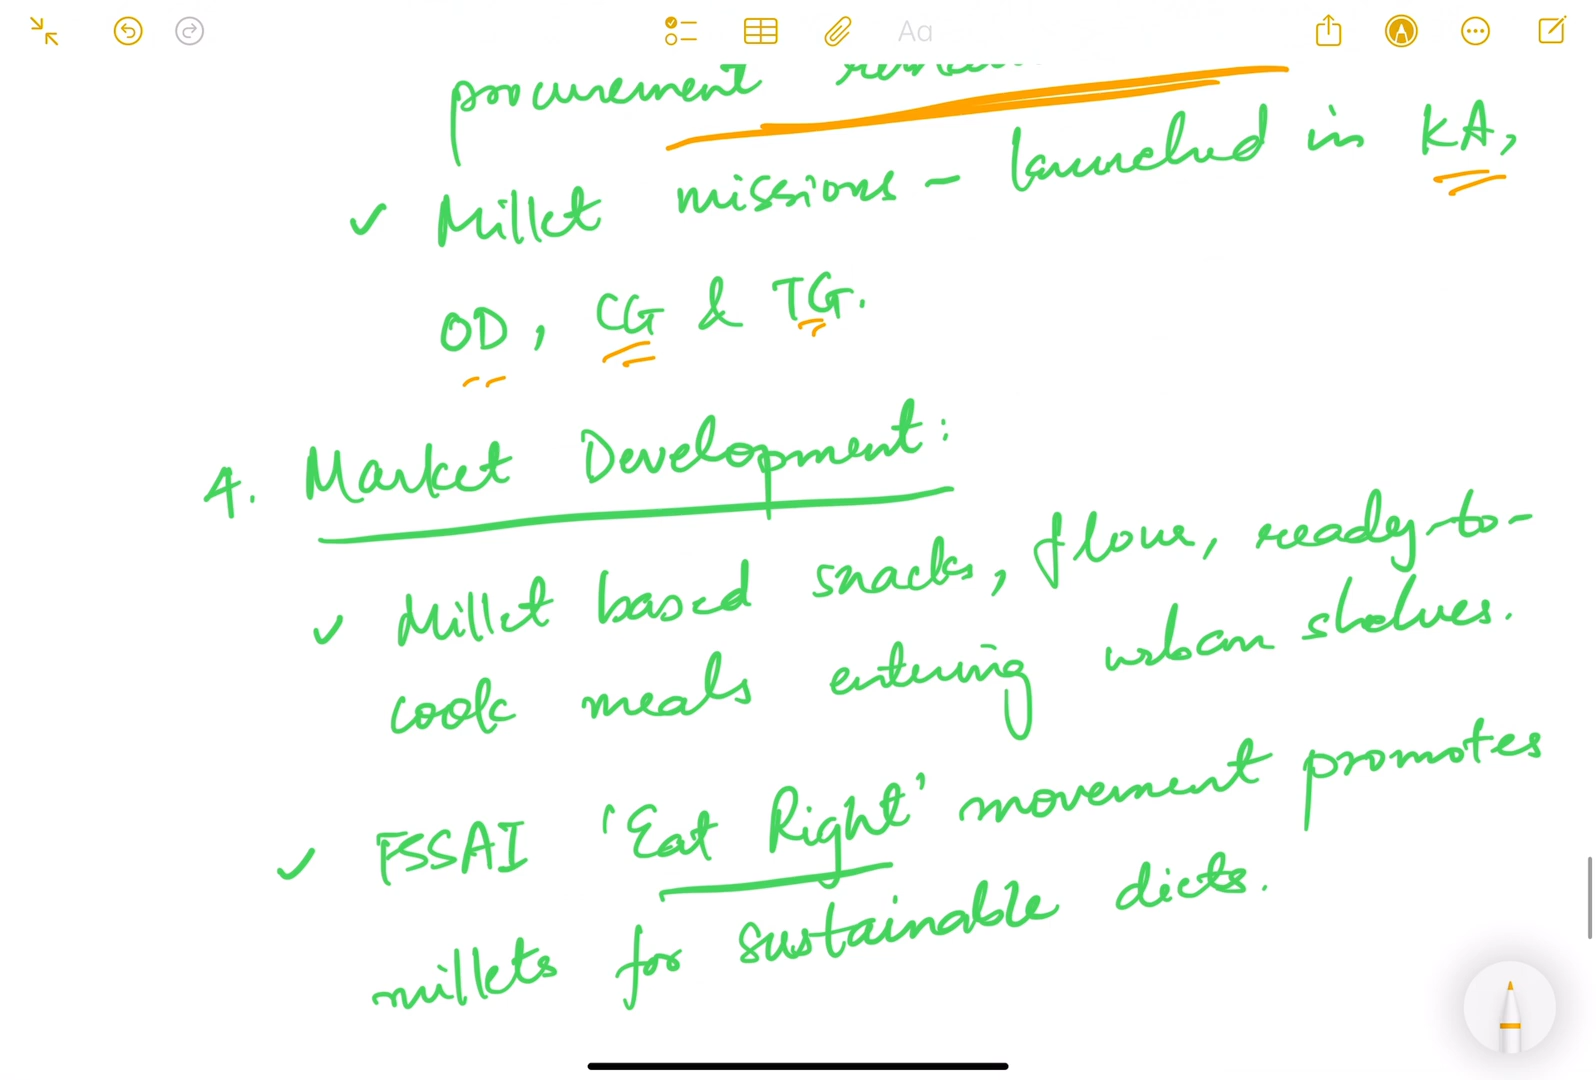 Aa
procurement
✓ Millet missions - launched in KA,
OD, CG & TG.
4. Market Development:
✓ Millet based snacks, flour, ready-to-
cook meals entering urban shelves.
✓ FSSAI 'Eat Right' movement promotes
millets for sustainable diets.